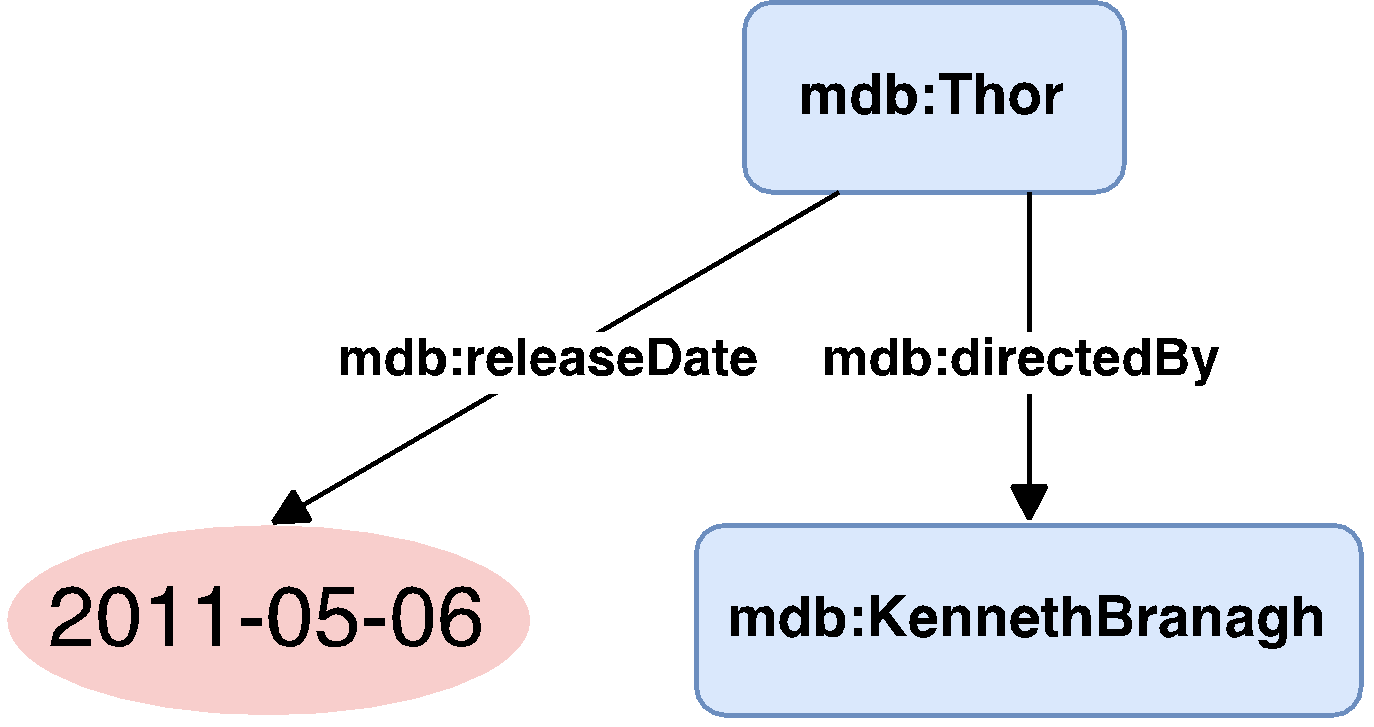 mdb:Thor
mdb:releaseDate
mdb:directedBy
2011-05-06
mdb:KennethBranagh